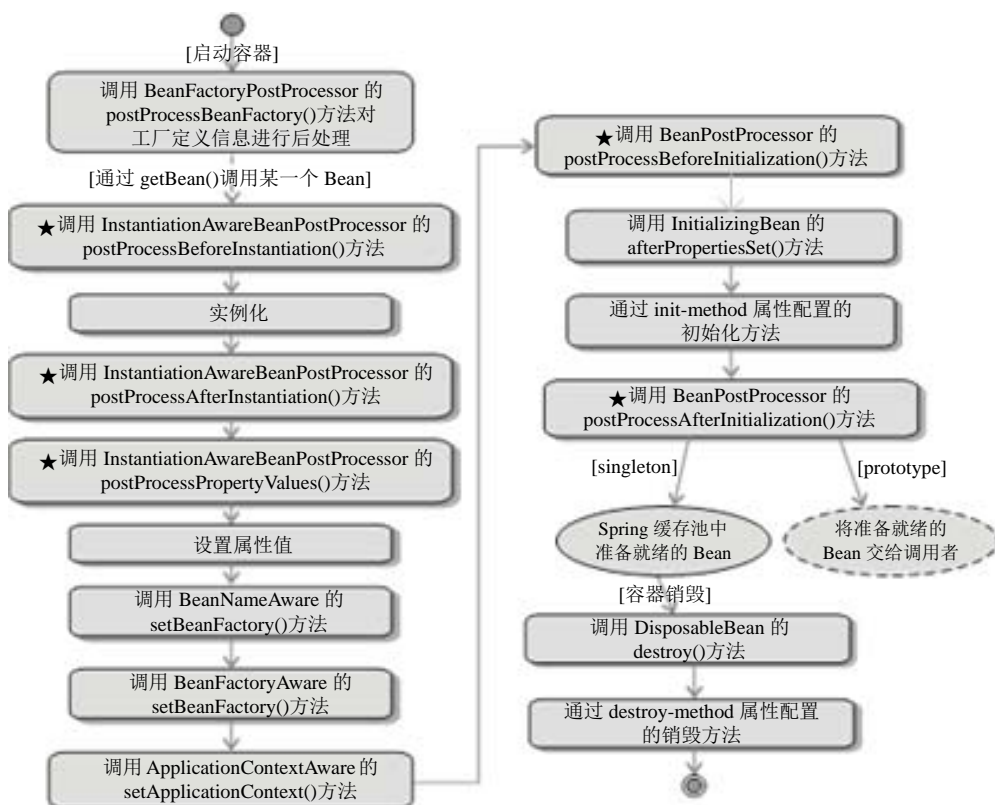 [启动容器]
调用 BeanFactoryPostProcessor 的
postProcessBeanFactory()方法对
工厂定义信息进行后处理
[通过 getBean()调用某一个 Bean]
★调用 InstantiationAwareBeanPostProcessor 的
postProcessBeforeInstantiation()方法
实例化
★调用 InstantiationAwareBeanPostProcessor 的
postProcessAfterInstantiation()方法
★调用 InstantiationAwareBeanPostProcessor 的
postProcessPropertyValues()方法
设置属性值
调用 BeanNameAware 的
setBeanFactory()方法
调用 BeanFactoryAware 的
setBeanFactory()方法
调用 ApplicationContextAware 的
setApplicationContext()方法
★调用 BeanPostProcessor 的
postProcessBeforeInitialization()方法
调用 InitializingBean 的
afterPropertiesSet()方法
通过 init-method 属性配置的
初始化方法
★调用 BeanPostProcessor 的
postProcessAfterInitialization()方法
[singleton]
[prototype]
Spring 缓存池中
准备就绪的 Bean
将准备就绪的
Bean 交给调用者
[容器销毁]
调用 DisposableBean 的
destroy()方法
通过 destroy-method 属性配置
的销毁方法